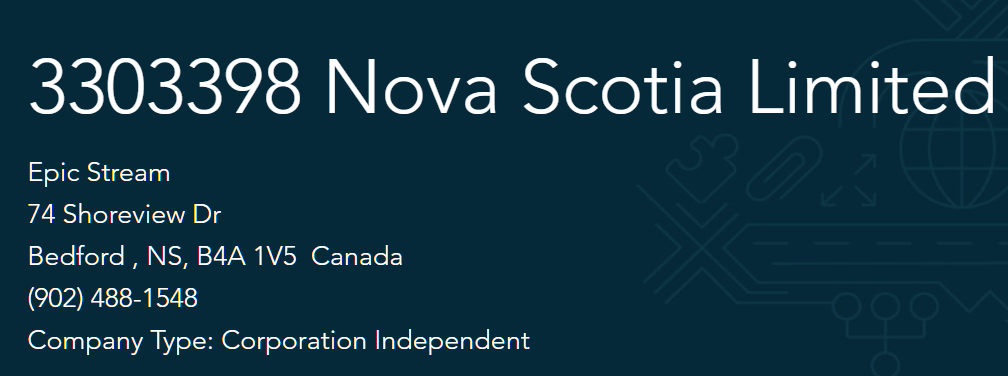 3303398 Nova Scotia Limited
Epic Stream
74 Shoreview Dr
Bedford , NS, B4A 1V5  Canada
(902) 488-1548
Company Type: Corporation Independent